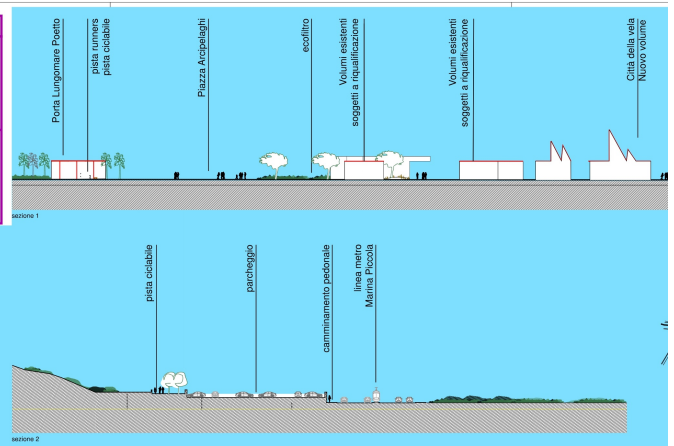 Porta Lungomare Poetto
pista runners
pista ciclabile
Piazza Arcipelaghi
ecofiltro
Volumi esistenti
soggetti a riqualificazione
Volumi esistenti
soggetti a riqualificazione
Città della vela
Nuovo volume
sezione 1
pista ciclabile
parcheggio
camminamento pedonale
linea metro
Marina Piccola
sezione 2